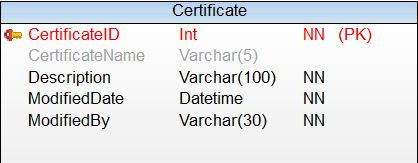 Certificate
CertificateID Int NN (PK)
CertificateName Varchar(5)
Description Varchar(100) NN
ModifiedDate Datetime NN
ModifiedBy Varchar(30) NN